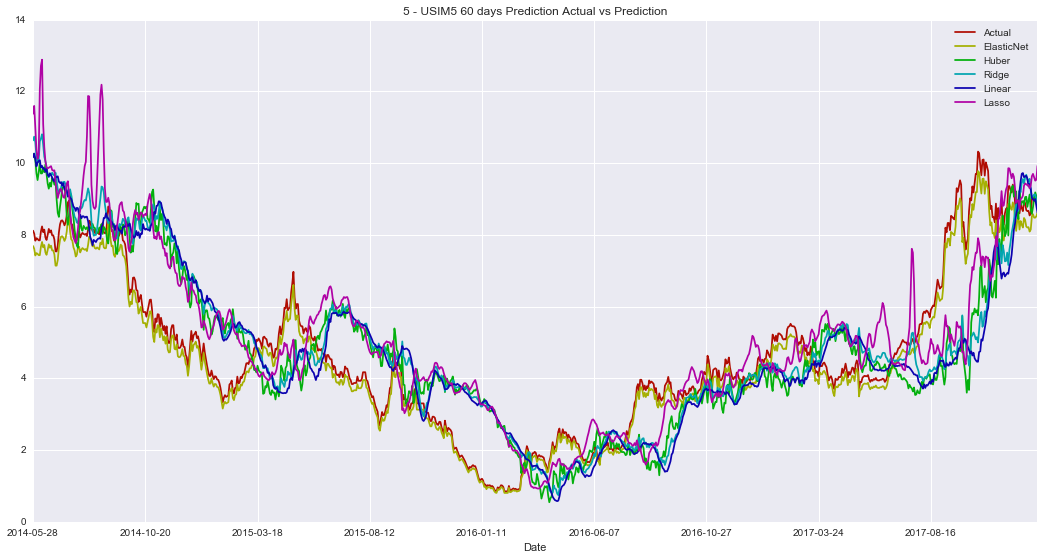 5 - USIM5 60 days Prediction Actual vs Prediction
14
12
10
8
6
4
2
0
Actual
ElasticNet
Huber
Ridge
Linear
Lasso
2014-05-28 2014-10-20 2015-03-18 2015-08-12 2016-01-11 2016-06-07 2016-10-27 2017-03-24 2017-08-16
Date